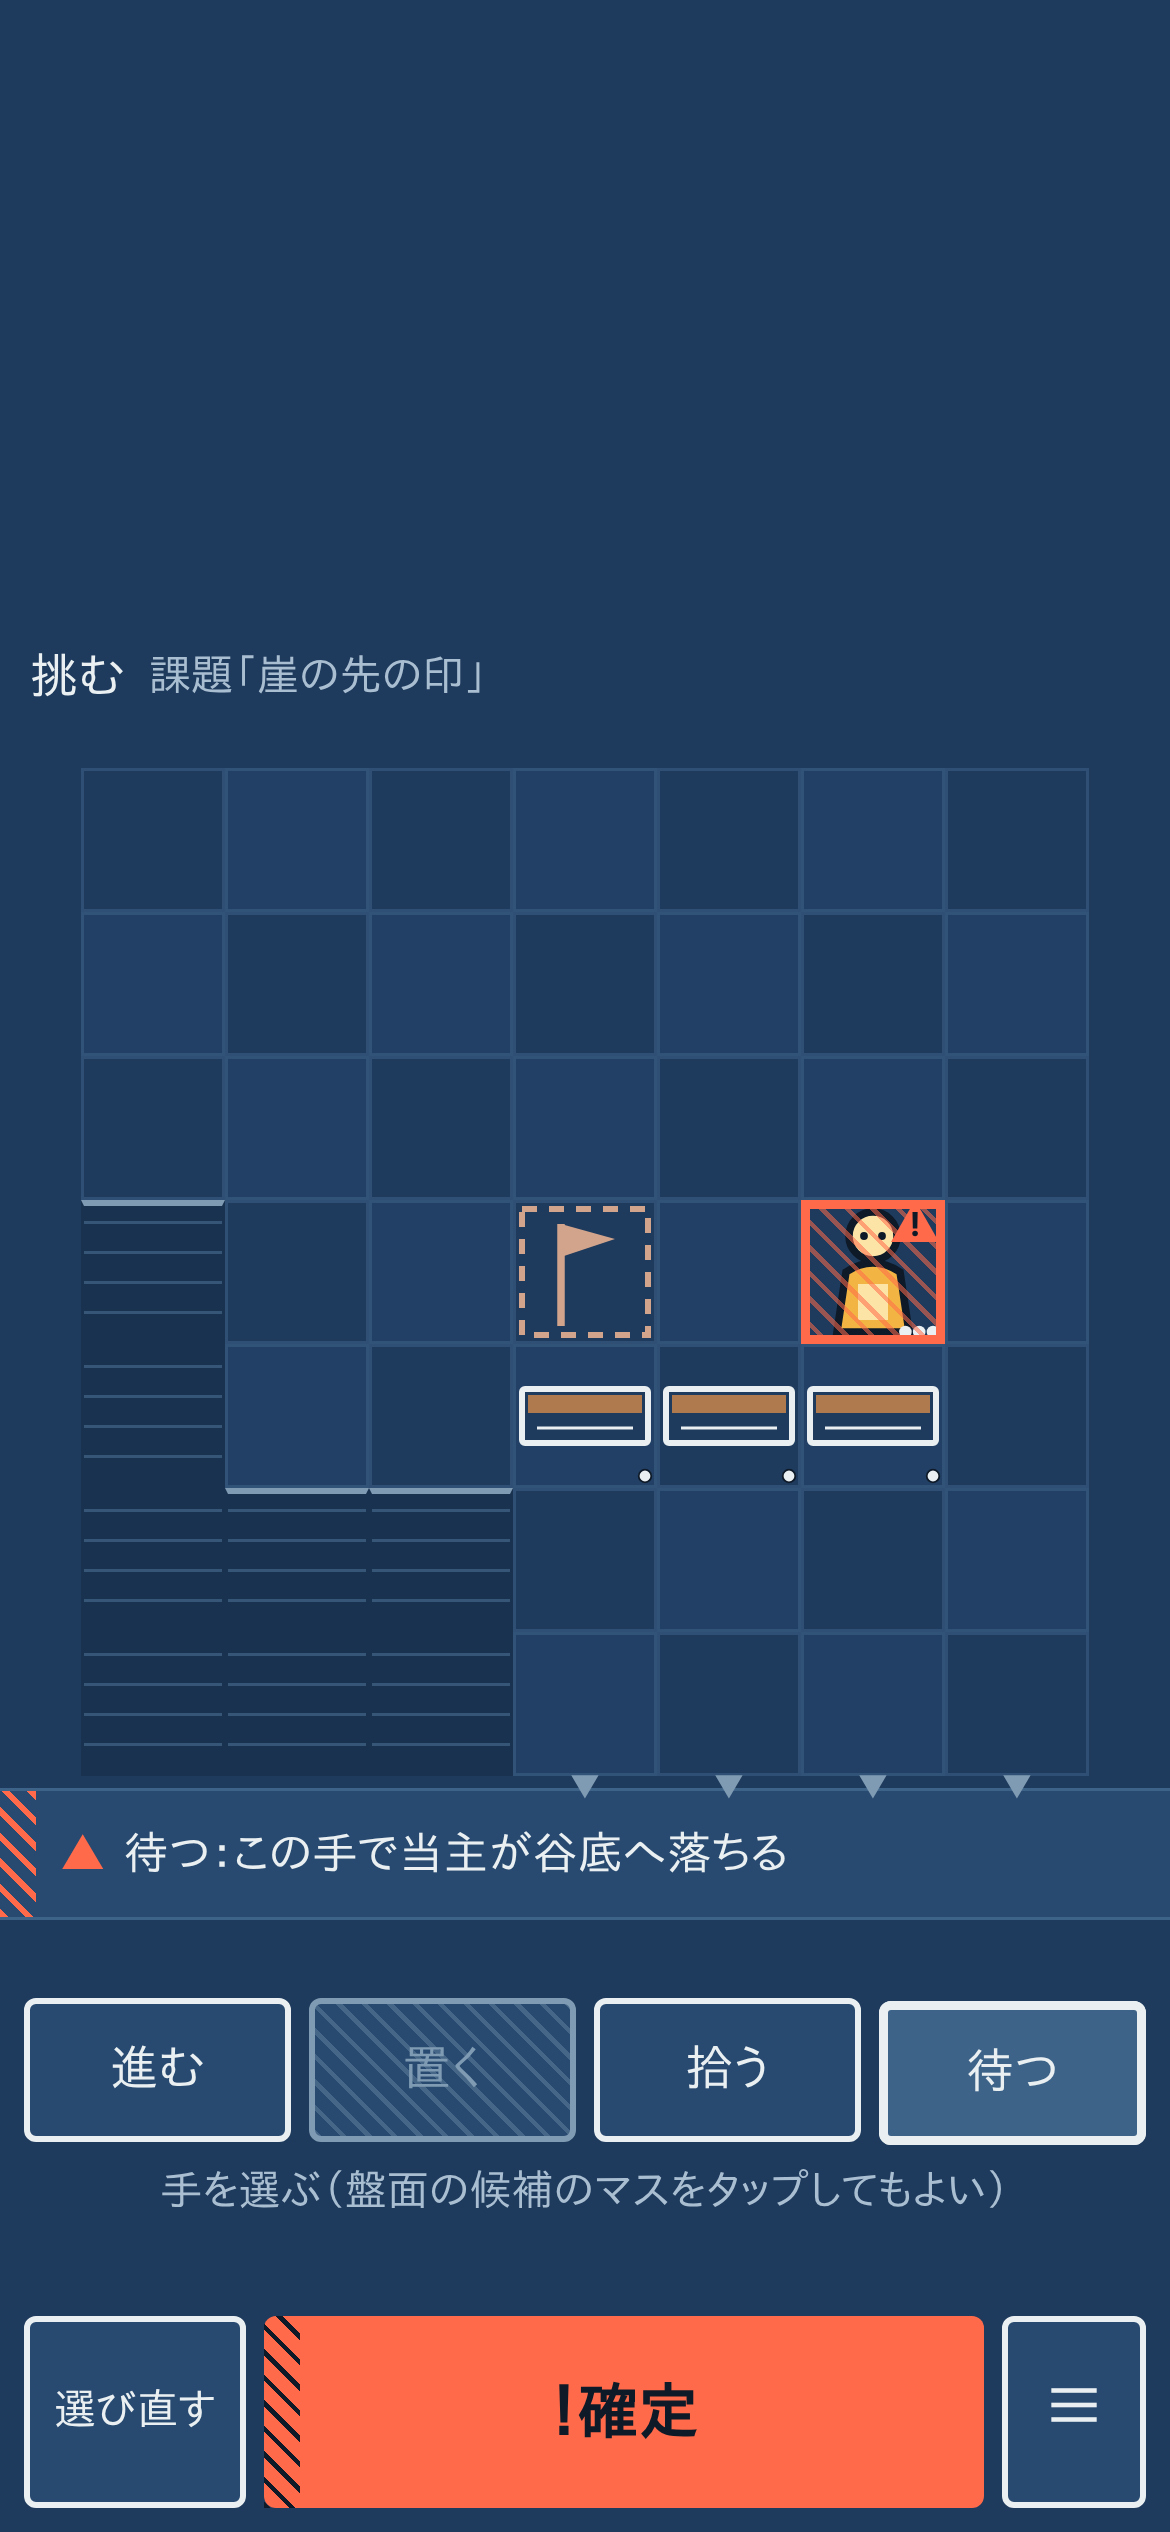 挑む 課題「崖の先の印」
!
待つ:この手で当主が谷底へ落ちる
進む 置く 拾う 待つ
手を選ぶ(盤面の候補のマスをタップしてもよい)
選び直す !確定